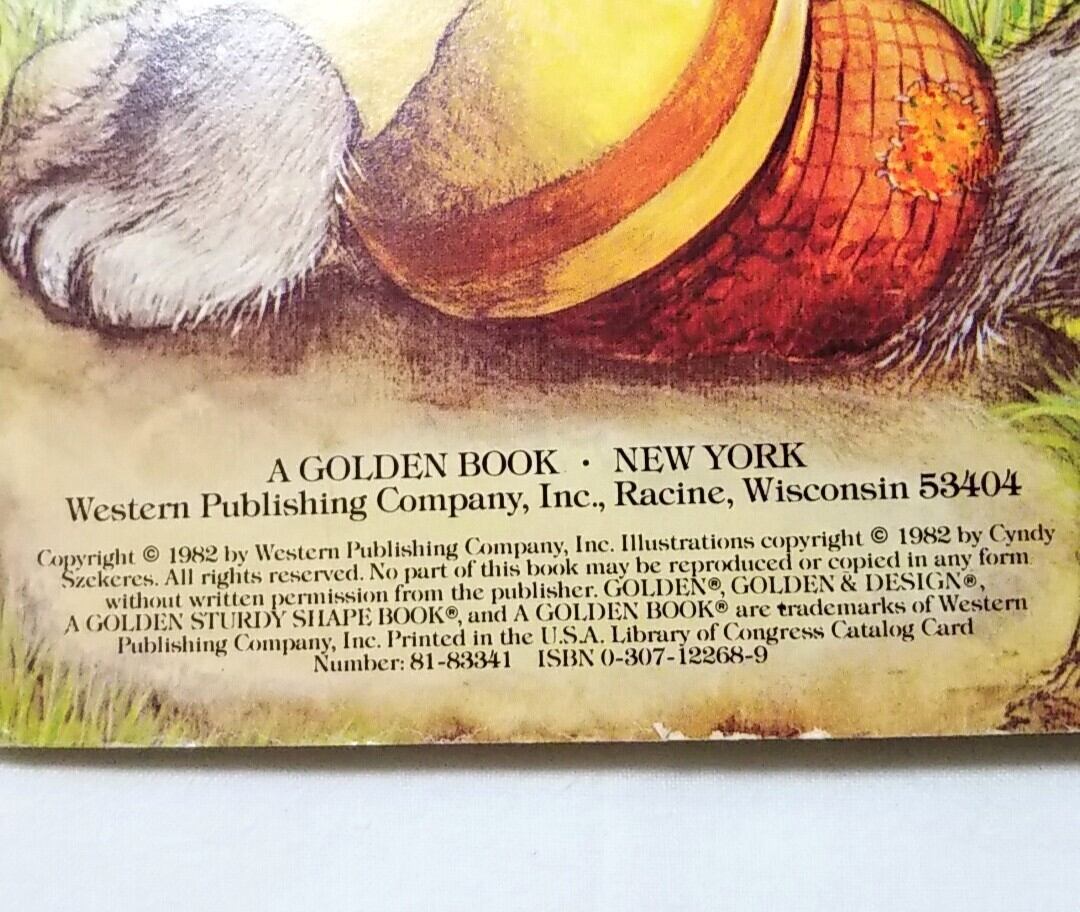 A GOLDEN BOOK · NEW YORK
Western Publishing Company, Inc., Racine, Wisconsin 53404
Copyright © 1982 by Western Publishing Company, Inc. Illustrations copyright © 1982 by Cyndy
Szekeres. All rights reserved. No part of this book may be reproduced or copied in any form
without written permission from the publisher. GOLDEN®, GOLDEN & DESIGN®,
A GOLDEN STURDY SHAPE BOOK®, and A GOLDEN BOOK® are trademarks of Western
Publishing Company, Inc. Printed in the U.S.A. Library of Congress Catalog Card
Number: 81-83341 ISBN 0-307-12268-9